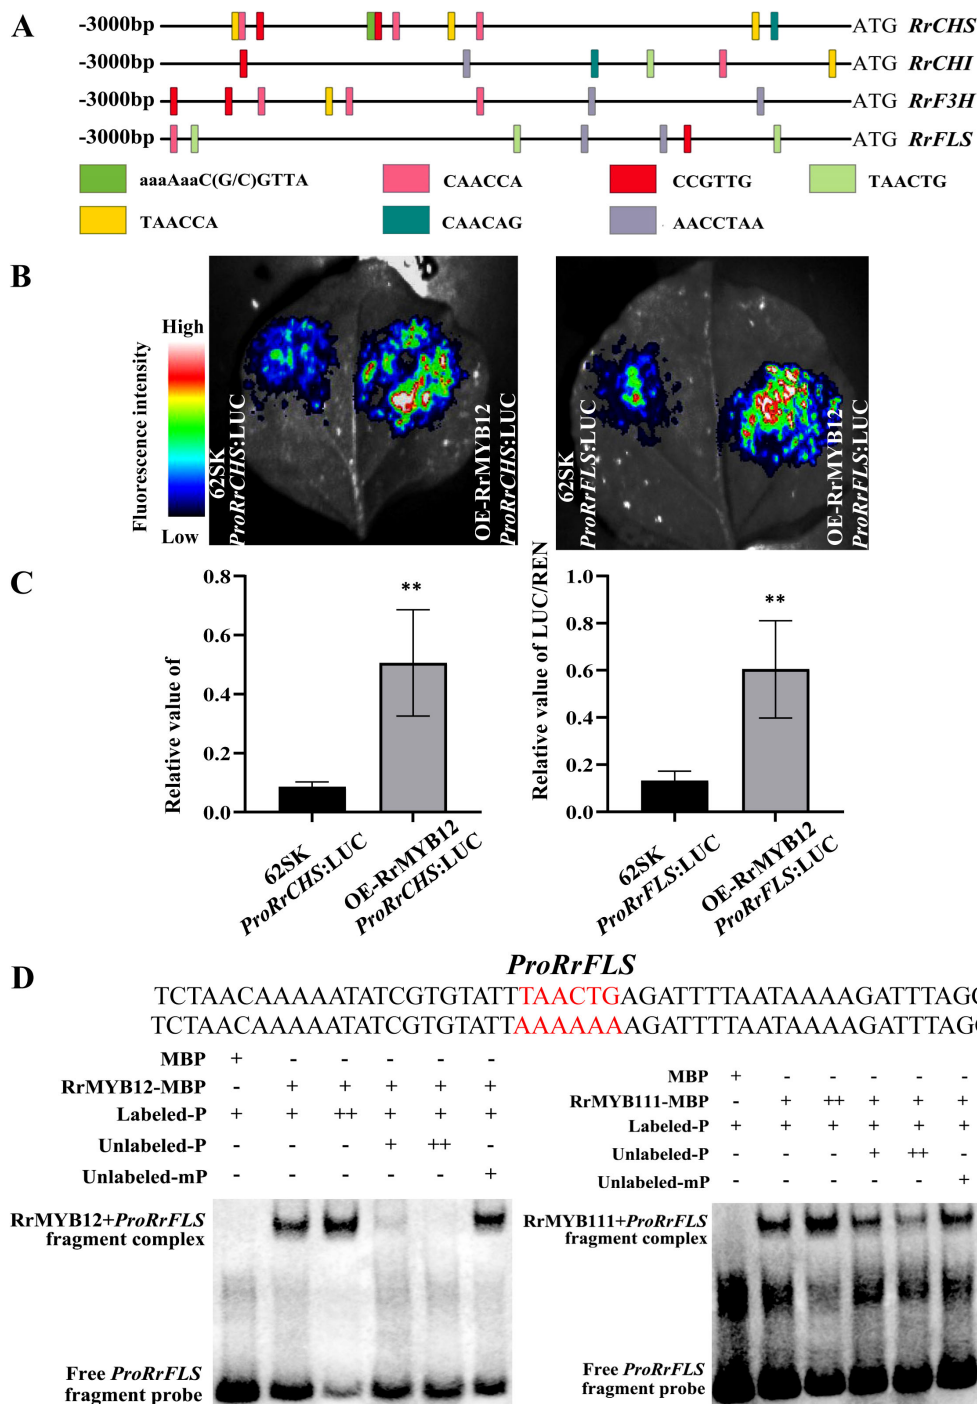 A
-3000bp ATG RrCHS
-3000bp ATG RrCHI
-3000bp ATG RrF3H
-3000bp ATG RrFLS
aaaAaaC(G/C)GTTA CAACCA CCGTTG TAACTG
TAACCA CAACAG AACCTAA
B
High
Fluorescence intensity
Low
62SK
ProRrCHS:LUC
OE-RrMYB12
ProRrCHS:LUC
62SK
ProRrFLS:LUC
OE-RrMYB12
ProRrFLS:LUC
C
Relative value of
0.8
0.6
0.4
0.2
0.0
**
62SK
ProRrCHS:LUC
OE-RrMYB12
ProRrCHS:LUC
Relative value of LUC/REN
1.0
0.8
0.6
0.4
0.2
0.0
**
62SK
ProRrFLS:LUC
OE-RrMYB12
ProRrFLS:LUC
D
ProRrFLS
TCTAACAAAAATATCGTGTATTTAACTGAGATTTTAATAAAAGATTTAGC
TCTAACAAAAATATCGTGTATTAAAAAAAGATTTTAATAAAAGATTTAGC
MBP + - - - - -
RrMYB12-MBP - + + + + +
Labeled-P + + ++ + + +
Unlabeled-P - - - + ++ -
Unlabeled-mP - - - - - +
RrMYB12+ProRrFLS
fragment complex
Free ProRrFLS
fragment probe
MBP + - - - - -
RrMYB111-MBP - + ++ + + +
Labeled-P + + + + + +
Unlabeled-P - - - + ++ -
Unlabeled-mP - - - - - +
RrMYB111+ProRrFLS
fragment complex
Free ProRrFLS
fragment probe